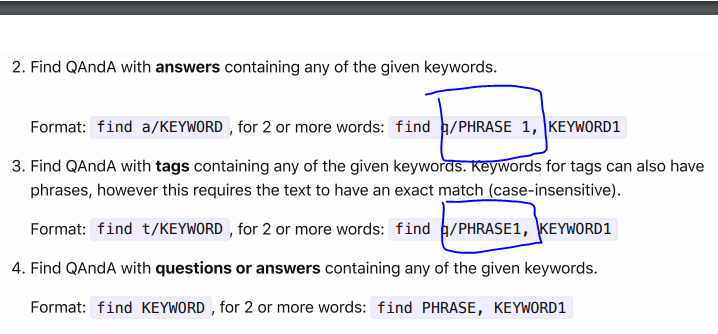 2. Find QAndA with answers containing any of the given keywords.
Format: find a/KEYWORD , for 2 or more words: find q/PHRASE 1, KEYWORD1
3. Find QAndA with tags containing any of the given keywords. Keywords for tags can also have
phrases, however this requires the text to have an exact match (case-insensitive).
Format: find t/KEYWORD , for 2 or more words: find q/PHRASE1, KEYWORD1
4. Find QAndA with questions or answers containing any of the given keywords.
Format: find KEYWORD , for 2 or more words: find PHRASE, KEYWORD1